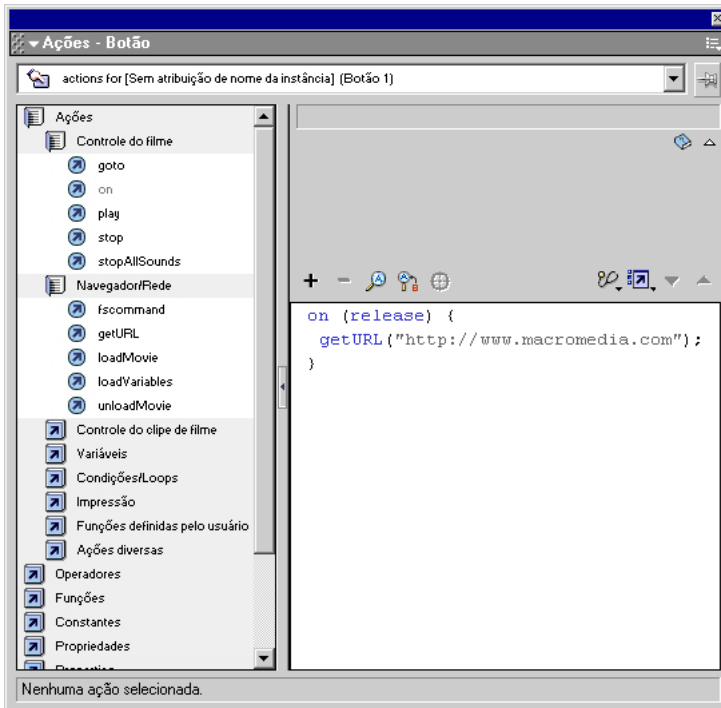 Ações - Botão
actions for [Sem atribuição de nome da instância] (Botão 1)
Ações
Controle do filme
goto
on
play
stop
stopAllSounds
Navegador/Rede
fscommand
getURL
loadMovie
loadVariables
unloadMovie
Controle do clipe de filme
Variáveis
Condições/Loops
Impressão
Funções definidas pelo usuário
Ações diversas
Operadores
Funções
Constantes
Propriedades
on (release) {
getURL("http://www.macromedia.com");
}
Nenhuma ação selecionada.